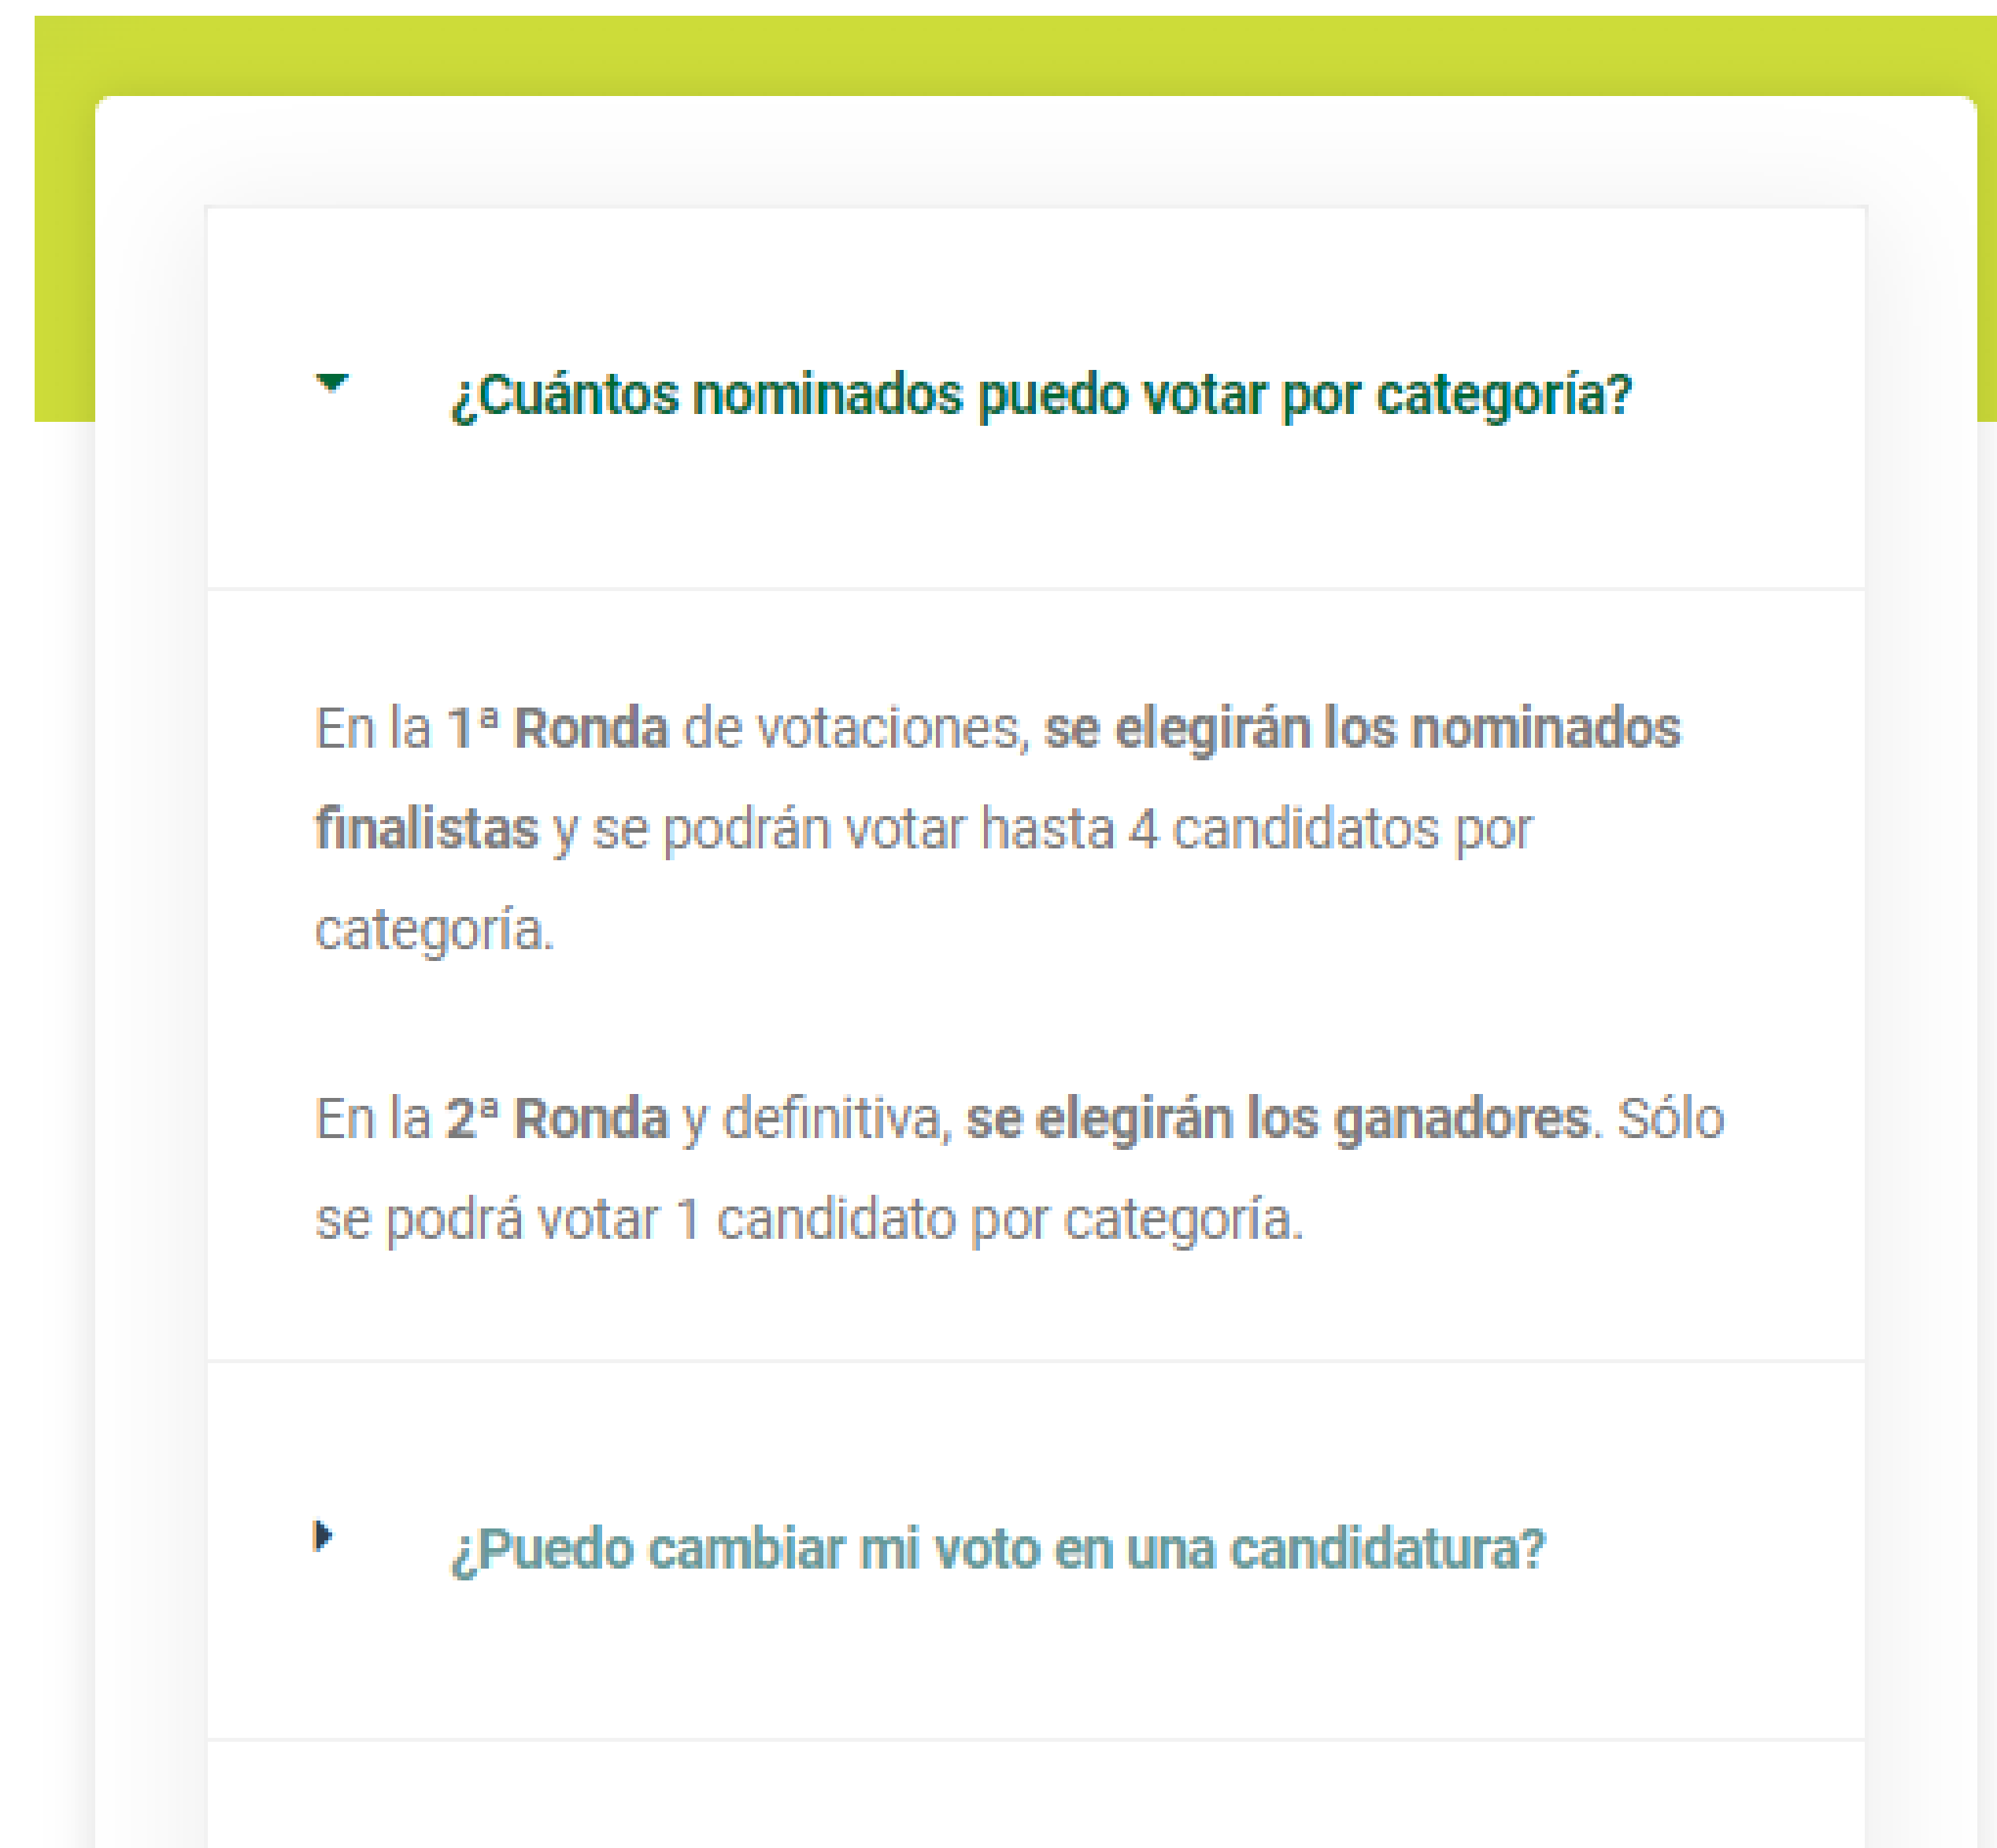 ¿Cuántos nominados puedo votar por categoría?
En la 1ª Ronda de votaciones, se elegirán los nominados
finalistas y se podrán votar hasta 4 candidatos por
categoría.
En la 2ª Ronda y definitiva, se elegirán los ganadores. Sólo
se podrá votar 1 candidato por categoría.
¿Puedo cambiar mi voto en una candidatura?